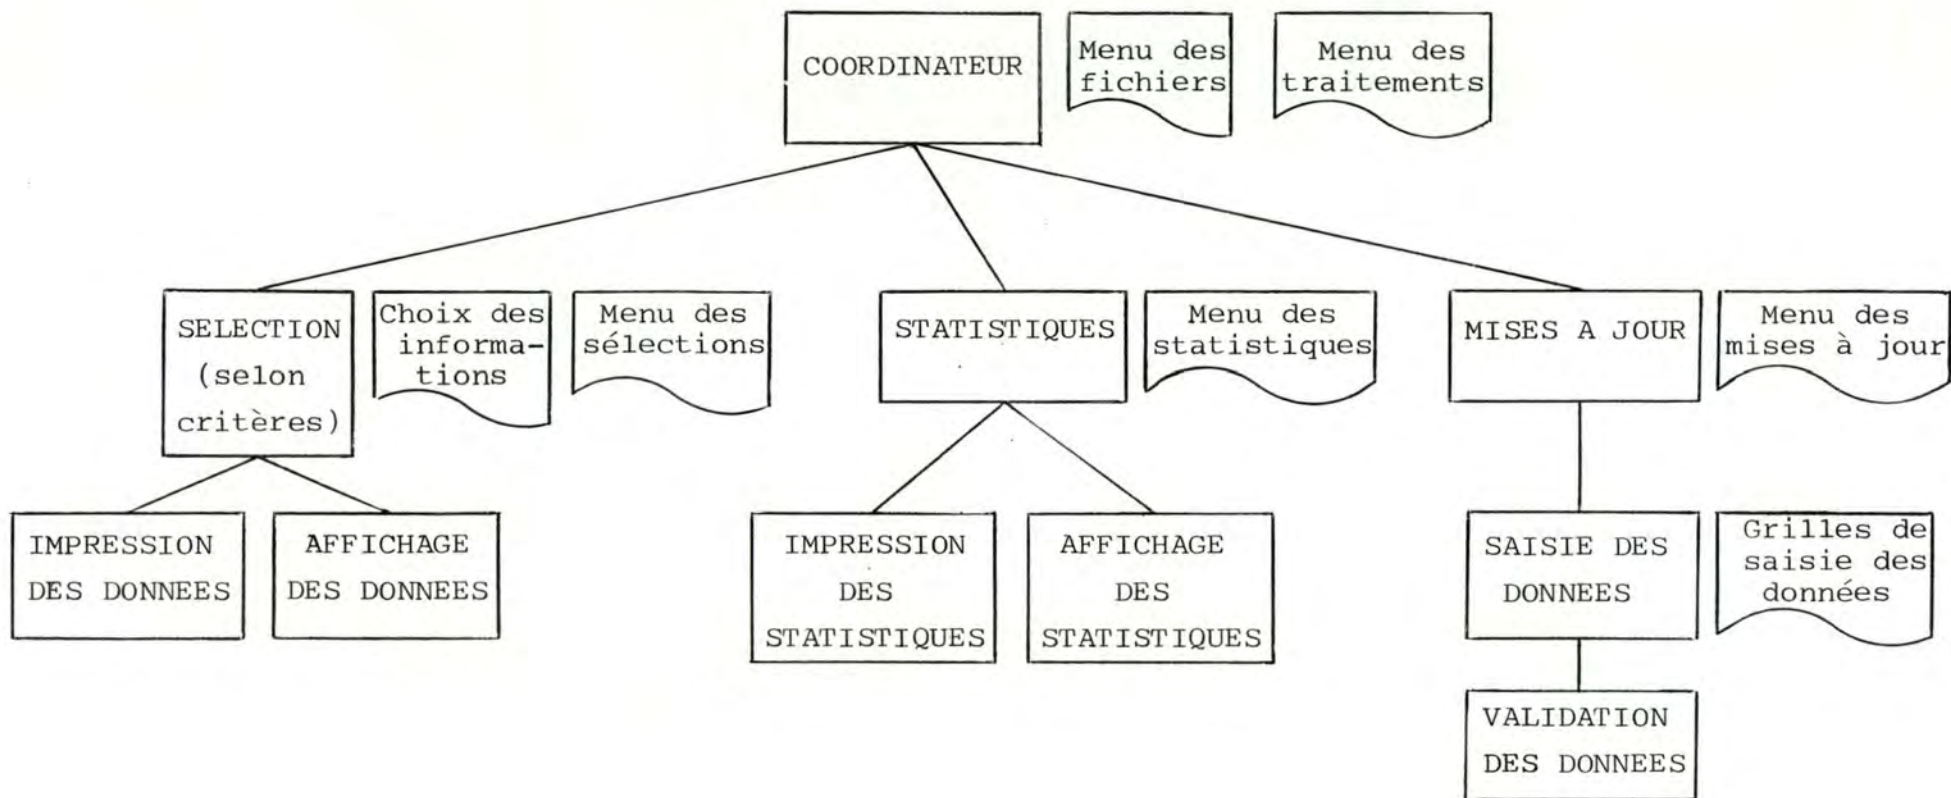 COORDINATEUR
Menu des
fichiers
Menu des
traitements
SELECTION
(selon
critères)
Choix des
informa-
tions
Menu des
sélections
STATISTIQUES
Menu des
statistiques
MISES A JOUR
Menu des
mises à jour
IMPRESSION
DES DONNEES
AFFICHAGE
DES DONNEES
IMPRESSION
DES
STATISTIQUES
AFFICHAGE
DES
STATISTIQUES
SAISIE DES
DONNEES
Grilles de
saisie des
données
VALIDATION
DES DONNEES